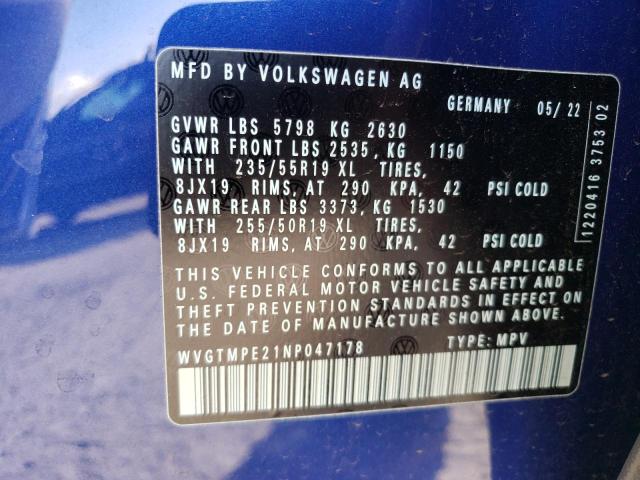 MFD BY VOLKSWAGEN AG
GERMANY 05/ 22
GVWR LBS 5798 KG 2630
GAWR FRONT LBS 2535, KG 1150
WITH 235/55R19 XL TIRES,
8JX19 RIMS, AT 290 KPA, 42 PSI COLD
GAWR REAR LBS 3373, KG 1530
WITH 255/50R19 XL TIRES,
8JX19 RIMS, AT 290 KPA, 42 PSI COLD
THIS VEHICLE CONFORMS TO ALL APPLICABLE
U.S. FEDERAL MOTOR VEHICLE SAFETY AND
THEFT PREVENTION STANDARDS IN EFFECT ON
THE DATE OF MANUFACTURE SHOWN ABOVE.
WVGTMPE21NP047178 TYPE: MPV
1220416 3753 02